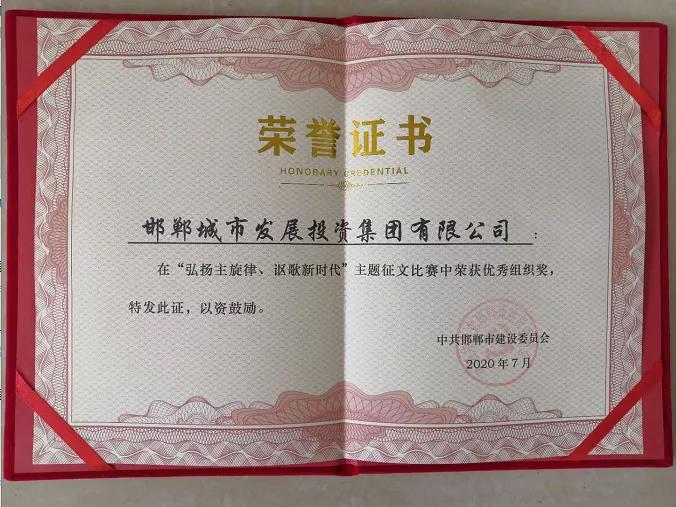 荣誉证书
HONORARY CREDENTIAL
邯郸城市发展投资集团有限公司：
在“弘扬主旋律、讴歌新时代”主题征文比赛中荣获优秀组织奖，
特发此证，以资鼓励。
中共邯郸市建设委员会
2020年7月